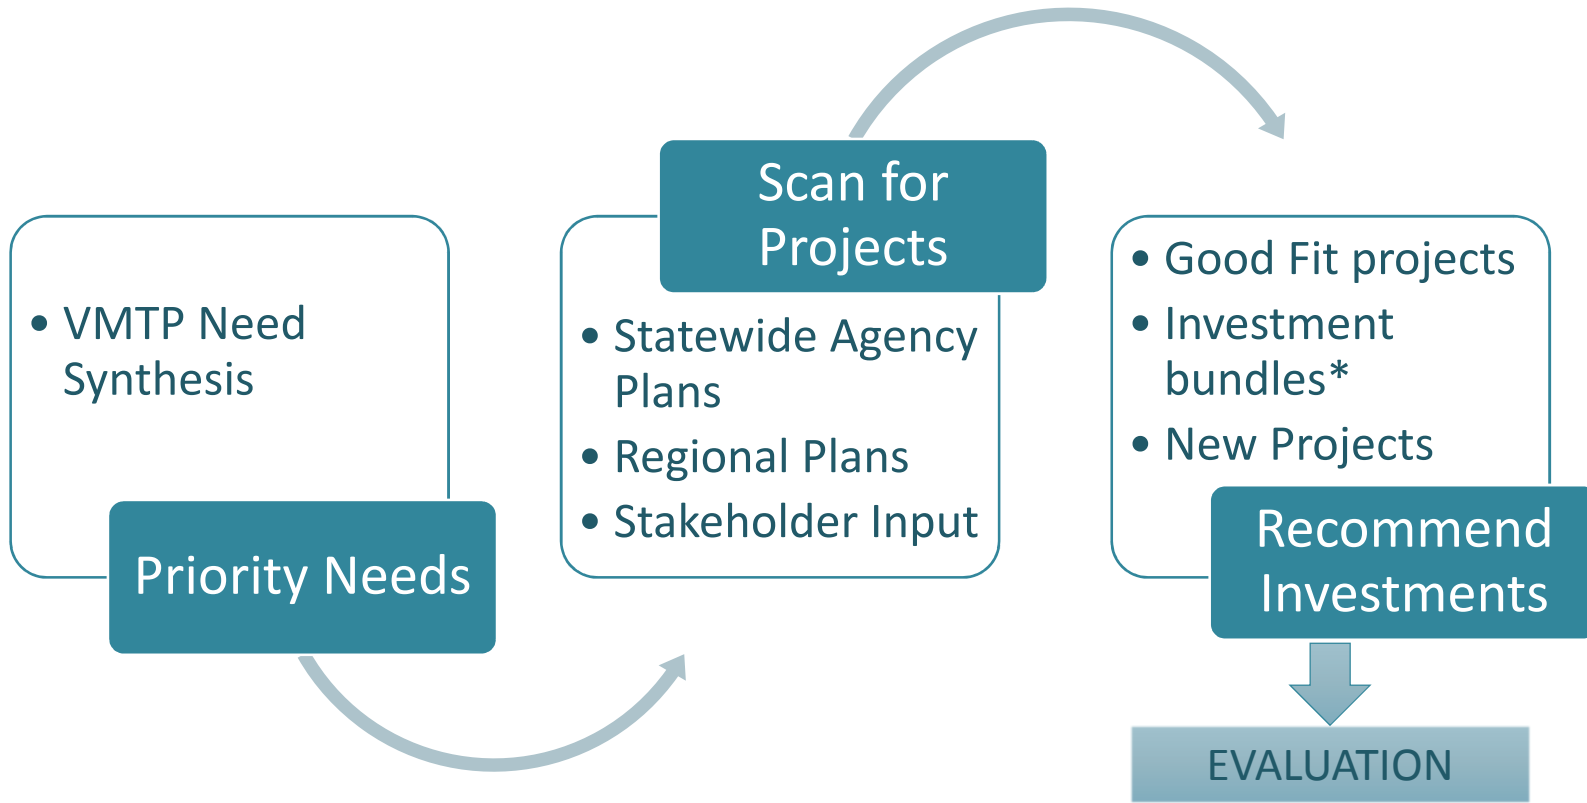 • VMTP Need
Synthesis
Priority Needs
Scan for
Projects
• Statewide Agency
Plans
• Regional Plans
• Stakeholder Input
• Good Fit projects
• Investment
bundles*
• New Projects
Recommend
Investments
EVALUATION